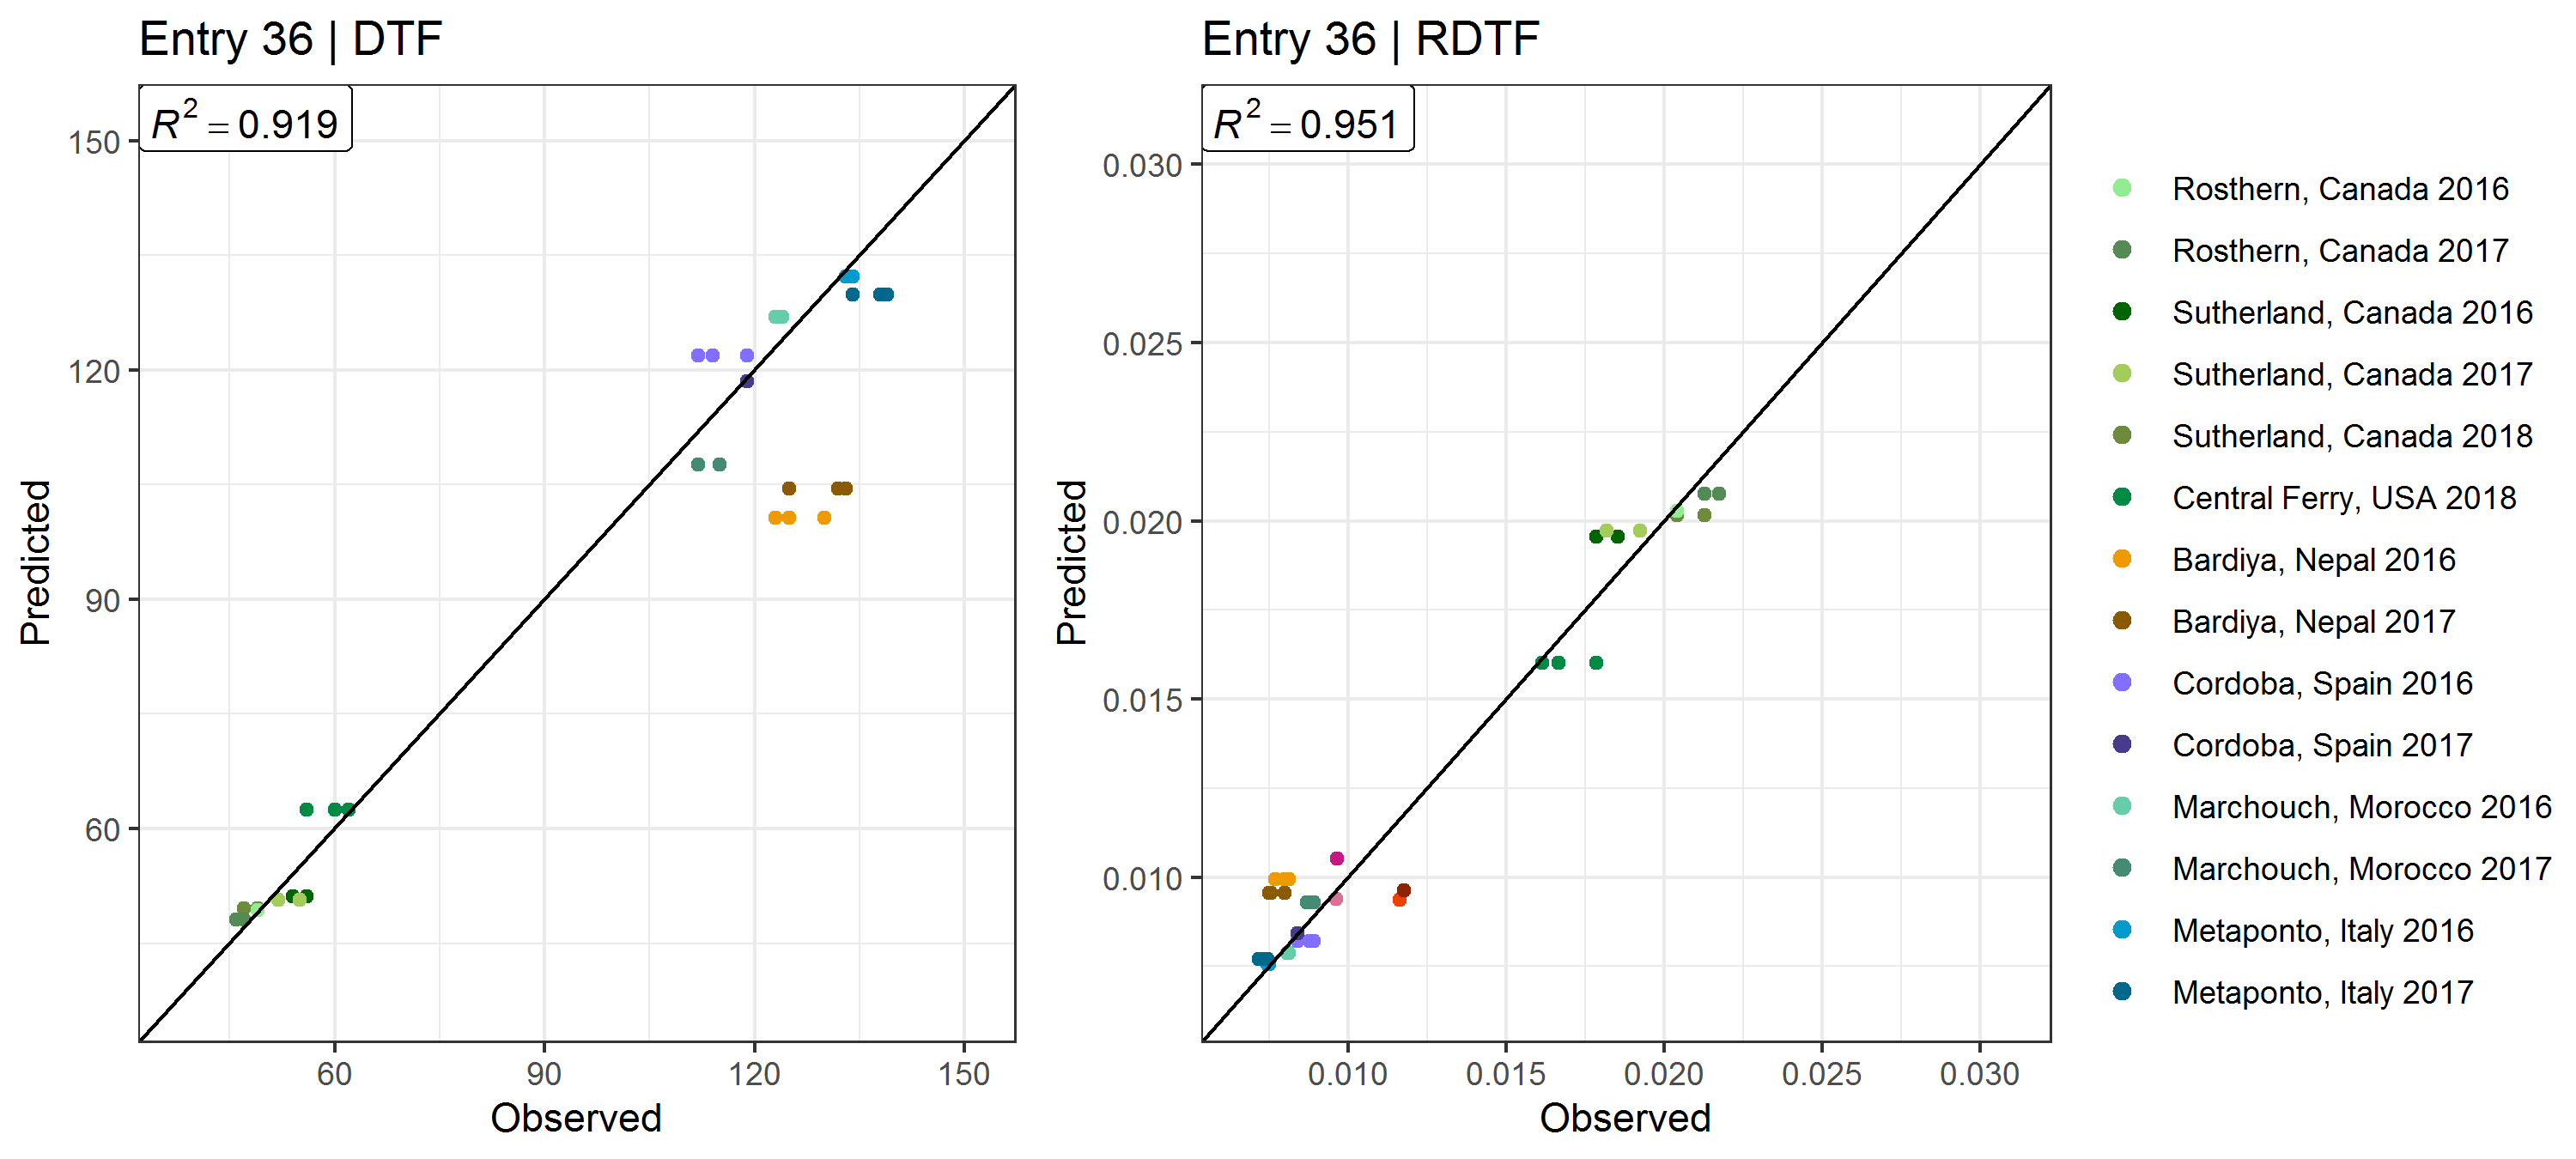 Entry 36 | DTF
R² = 0.919
150
120
90
60
Predicted
60
90
120
150
Observed
Entry 36 | RDTF
R² = 0.951
0.030
0.025
0.020
0.015
0.010
Predicted
0.010
0.015
0.020
0.025
0.030
Observed
Rosthern, Canada 2016
Rosthern, Canada 2017
Sutherland, Canada 2016
Sutherland, Canada 2017
Sutherland, Canada 2018
Central Ferry, USA 2018
Bardiya, Nepal 2016
Bardiya, Nepal 2017
Cordoba, Spain 2016
Cordoba, Spain 2017
Marchouch, Morocco 2016
Marchouch, Morocco 2017
Metaponto, Italy 2016
Metaponto, Italy 2017